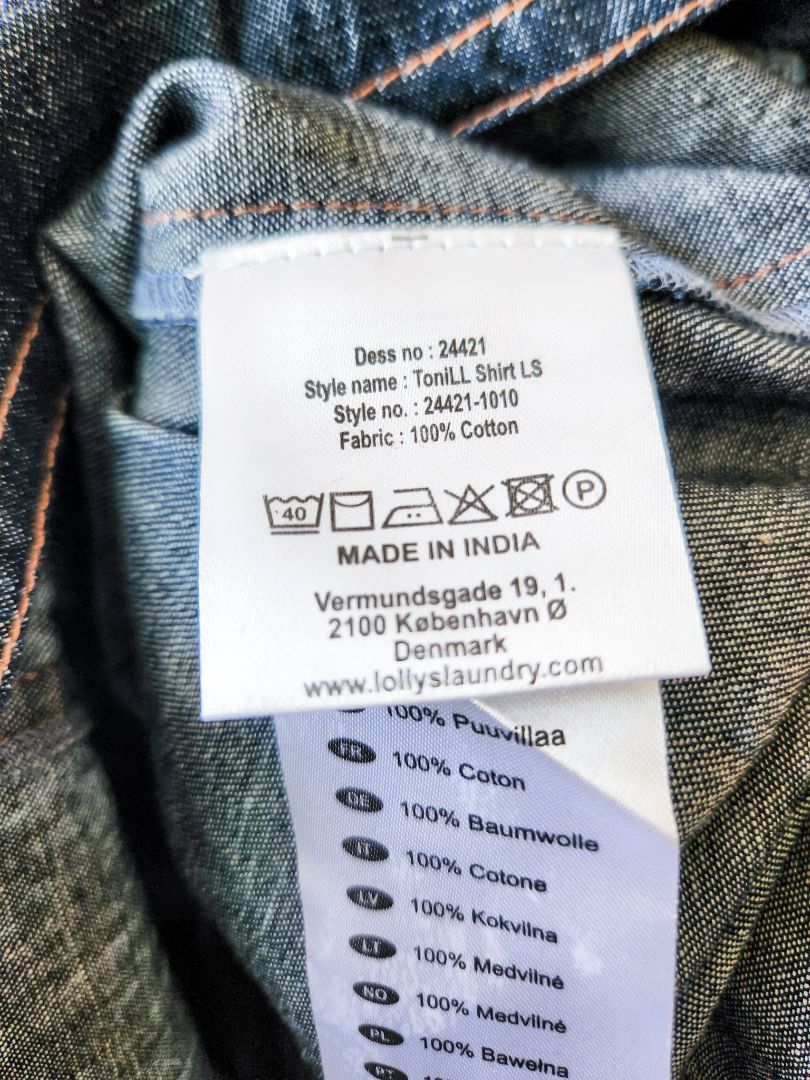 Dess no : 24421
Style name : ToniLL Shirt LS
Style no. : 24421-1010
Fabric : 100% Cotton
40 P
MADE IN INDIA
Vermundsgade 19, 1.
2100 København Ø
Denmark
www.lollyslaundry.com
100% Puuvillaa
FR 100% Coton
DE 100% Baumwolle
IT 100% Cotone
LV 100% Kokvilna
LT 100% Medvilnė
NO 100% Medvilnė
PL 100% Bawełna